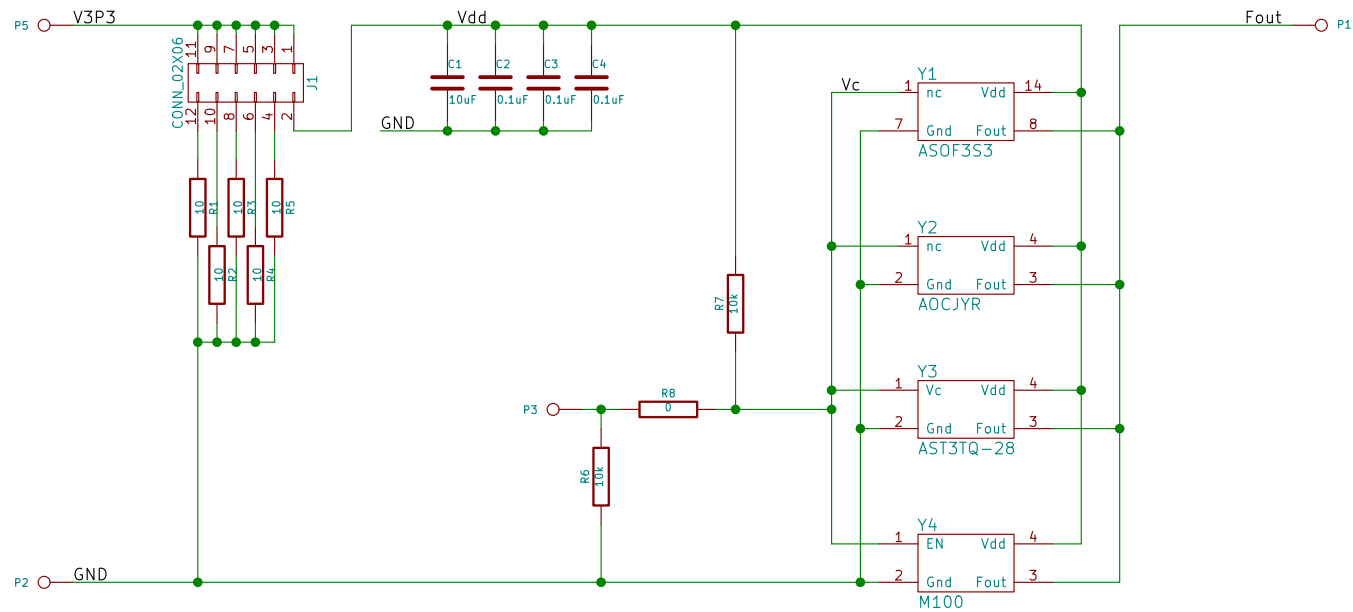 P5 V3P3 Vdd Fout P1
11 9 7 5 3 1
CONN_02X06 J1
12 10 8 6 4 2
C1 C2 C3 C4
10uF 0.1uF 0.1uF 0.1uF
GND
Vc
Y1
1 nc Vdd 14
7 Gnd Fout 8
ASOF3S3
10 R1 10 R3 10 R5
10 R2 10 R4
Y2
1 nc Vdd 4
2 Gnd Fout 3
AOCJYR
R7 10k
Y3
1 Vc Vdd 4
2 Gnd Fout 3
AST3TQ-28
P3 R8
0
R6 10k
Y4
1 EN Vdd 4
2 Gnd Fout 3
M100
P2 GND